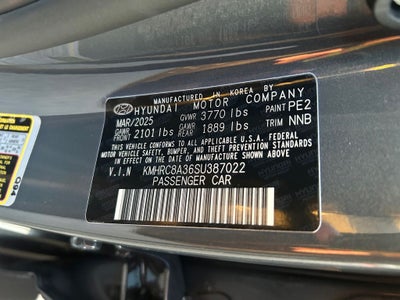 MANUFACTURED IN KOREA BY
HYUNDAI MOTOR COMPANY
MAR/2025 GVWR 3770 lbs PAINT PE2
GAWR FRONT 2101 lbs GAWR REAR 1889 lbs TRIM NNB
THIS VEHICLE CONFORMS TO ALL APPLICABLE U.S.A. FEDERAL
MOTOR VEHICLE SAFETY, BUMPER, AND THEFT PREVENTION STANDARDS
IN EFFECT ON THE DATE OF MANUFACTURE SHOWN ABOVE.
V.I.N KMHRC8A36SU387022
PASSENGER CAR